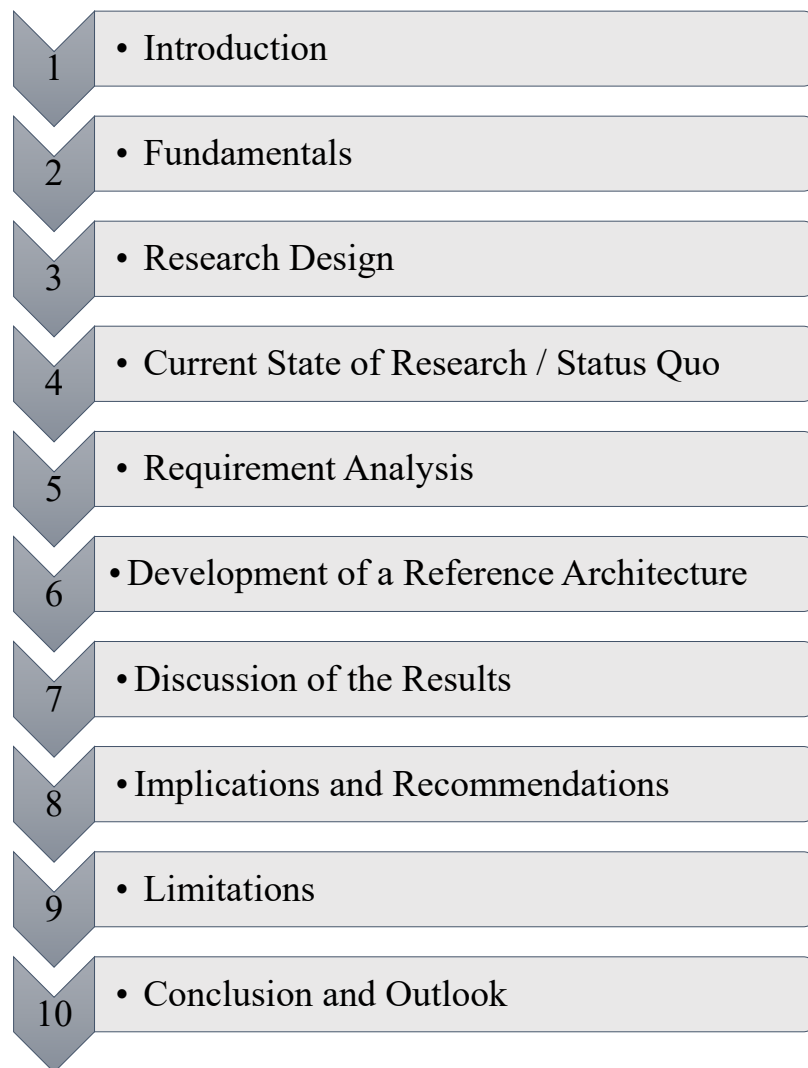 1
• Introduction
2
• Fundamentals
3
• Research Design
4
• Current State of Research / Status Quo
5
• Requirement Analysis
6
• Development of a Reference Architecture
7
• Discussion of the Results
8
• Implications and Recommendations
9
• Limitations
10
• Conclusion and Outlook